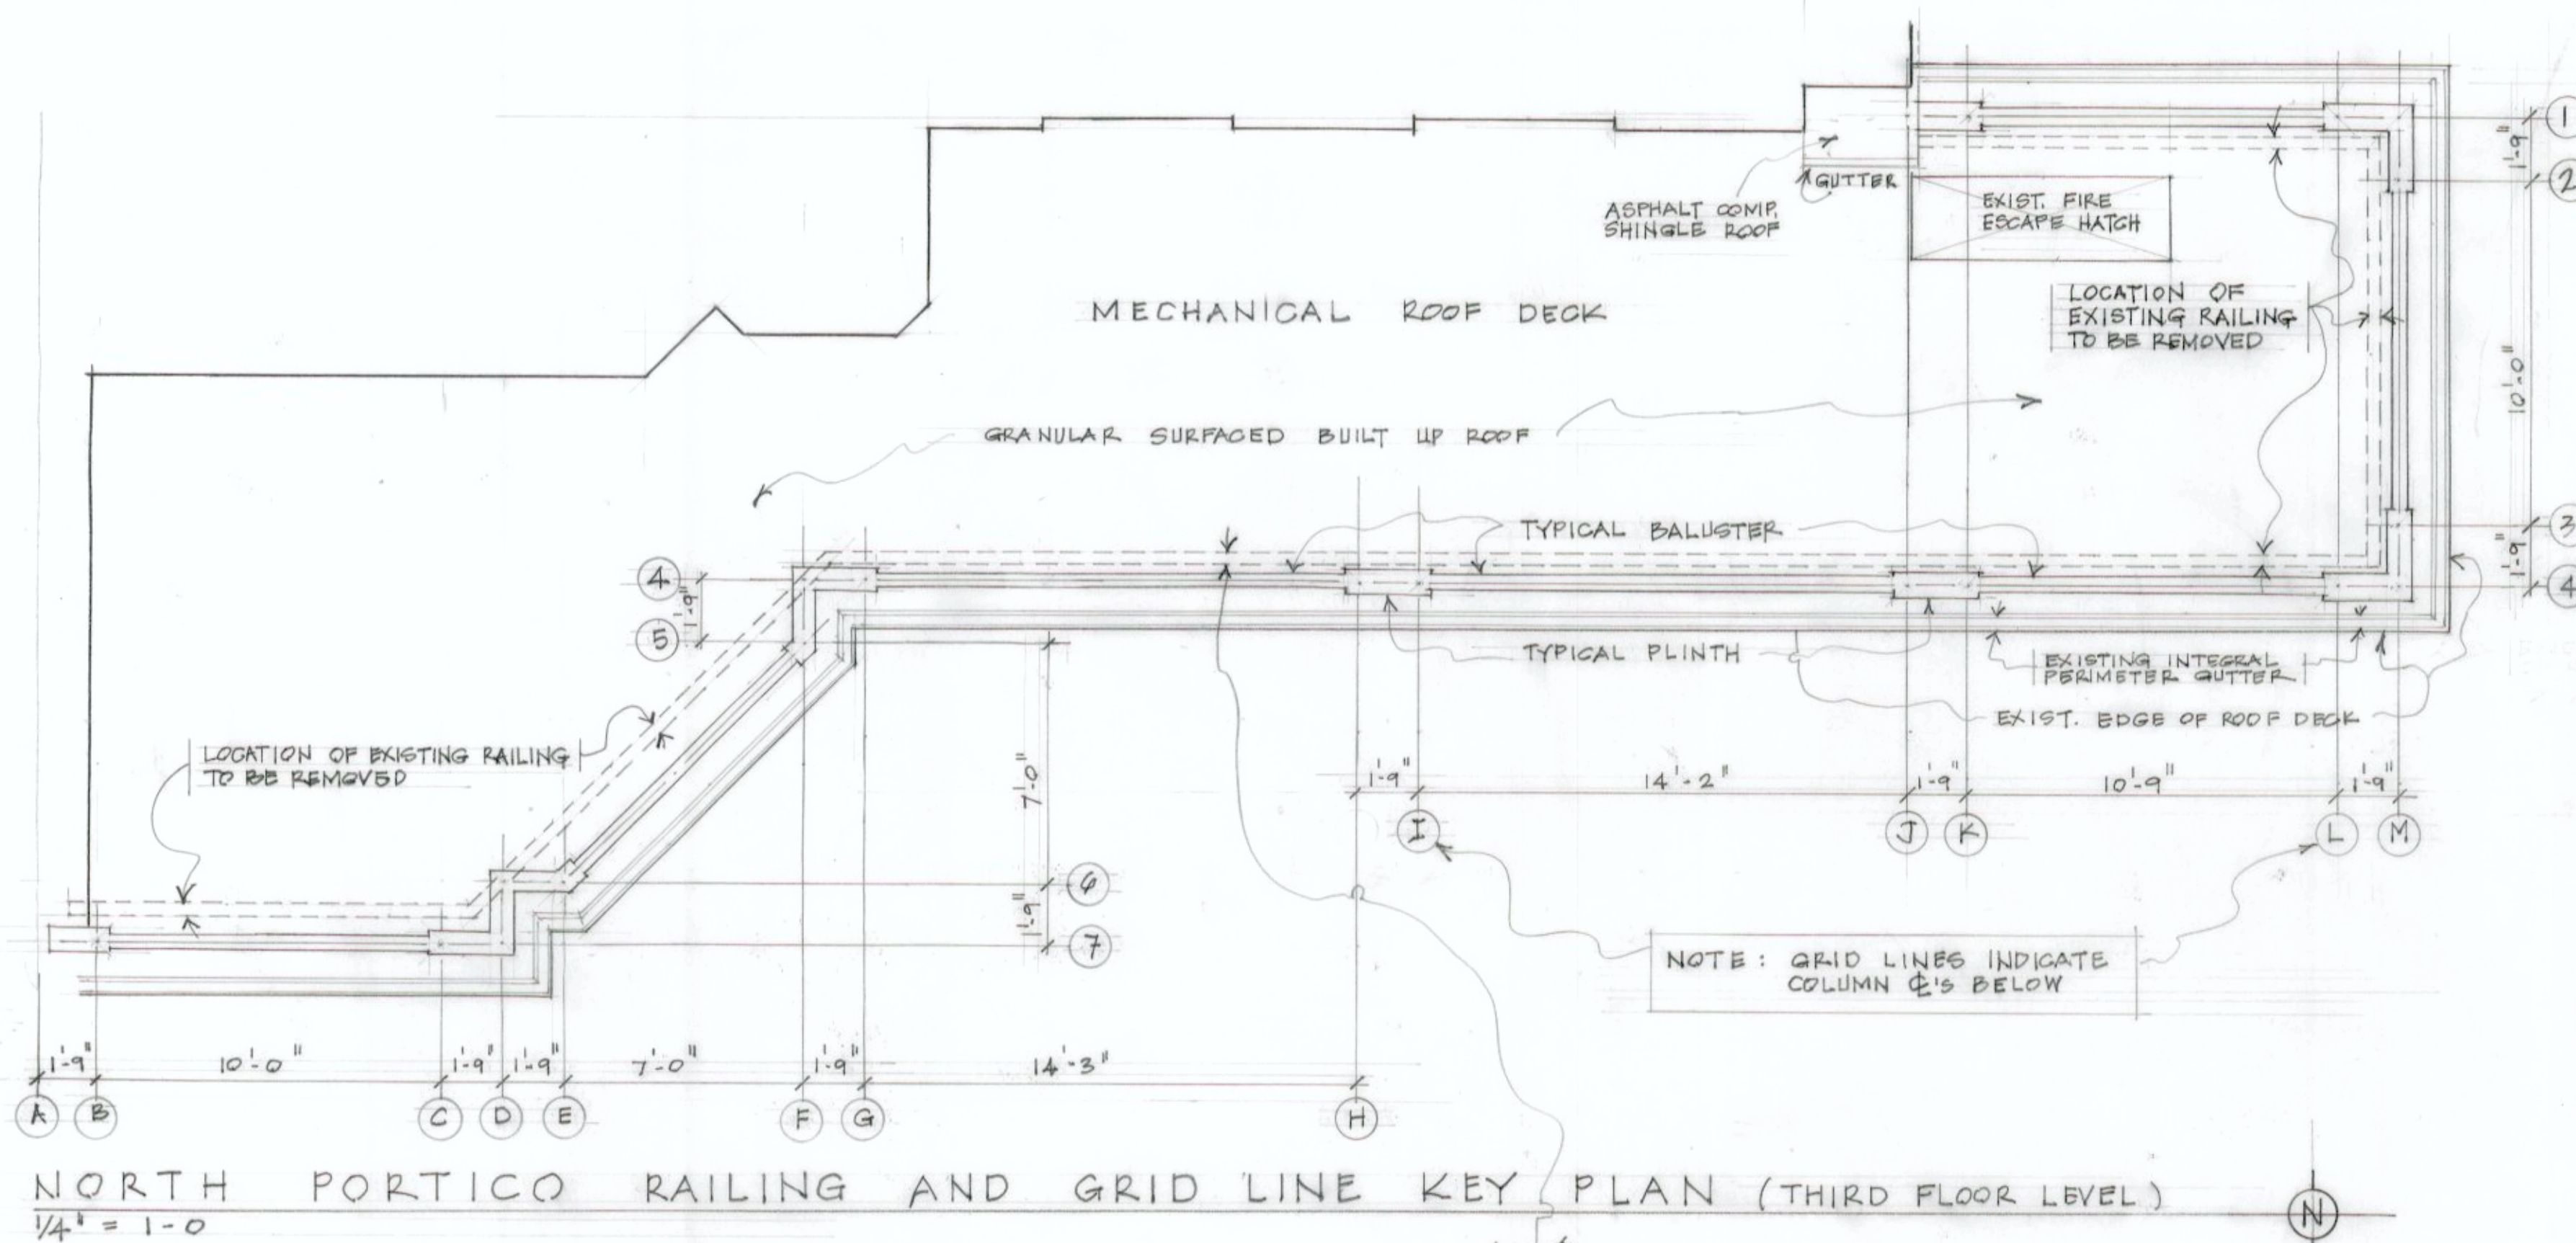 1
1'-9"
2
GUTTER
ASPHALT COMP.
SHINGLE ROOF
EXIST. FIRE
ESCAPE HATCH
MECHANICAL ROOF DECK
LOCATION OF
EXISTING RAILING
TO BE REMOVED
10'-0"
GRANULAR SURFACED BUILT UP ROOF
TYPICAL BALUSTER
3
1'-9"
4
4
1'-9"
5
TYPICAL PLINTH
EXISTING INTEGRAL
PERIMETER GUTTER
EXIST. EDGE OF ROOF DECK
LOCATION OF EXISTING RAILING
TO BE REMOVED
7'-0"
1'-9" 14'-2" 1'-9" 10'-9" 1'-9"
I J K L M
6
1'-9"
7
NOTE: GRID LINES INDICATE
COLUMN ℄'S BELOW
1'-9" 10'-0" 1'-9" 1'-9" 7'-0" 1'-9" 14'-3"
A B C D E F G H
NORTH PORTICO RAILING AND GRID LINE KEY PLAN (THIRD FLOOR LEVEL)
1/4" = 1-0
N